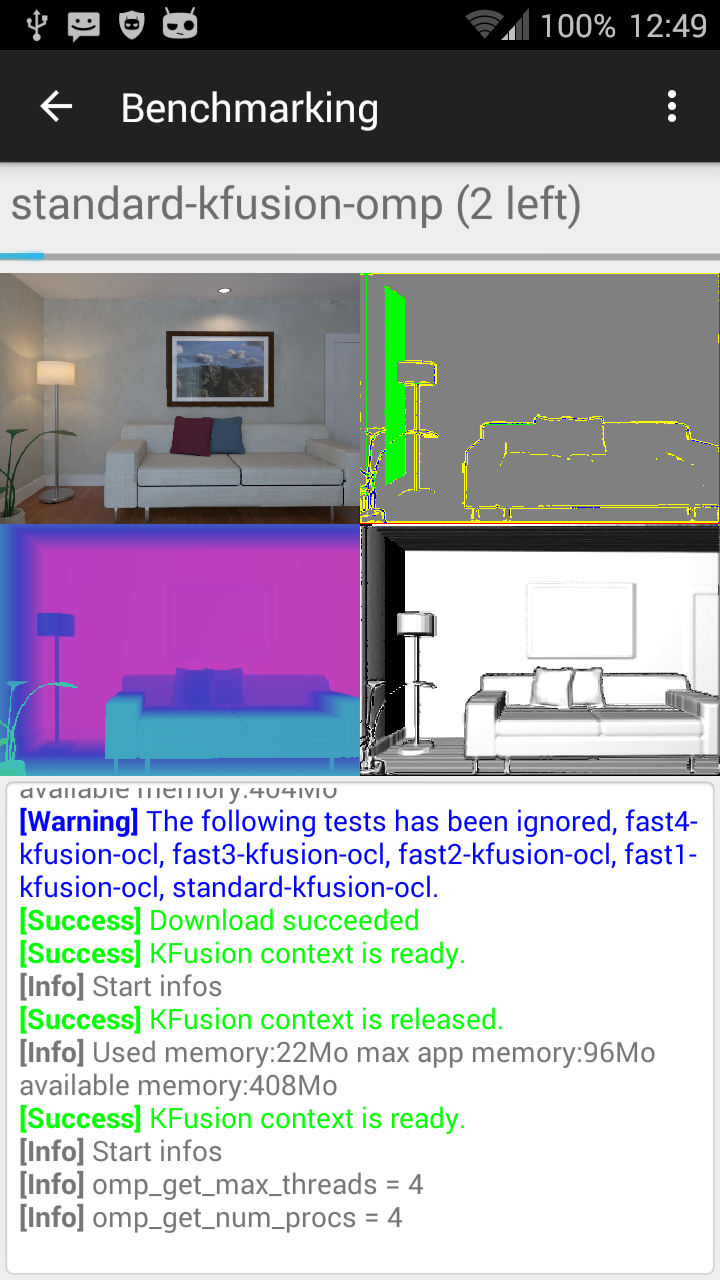 100% 12:49
Benchmarking
standard-kfusion-omp (2 left)
available memory:404Mo
[Warning] The following tests has been ignored, fast4-
kfusion-ocl, fast3-kfusion-ocl, fast2-kfusion-ocl, fast1-
kfusion-ocl, standard-kfusion-ocl.
[Success] Download succeeded
[Success] KFusion context is ready.
[Info] Start infos
[Success] KFusion context is released.
[Info] Used memory:22Mo max app memory:96Mo
available memory:408Mo
[Success] KFusion context is ready.
[Info] Start infos
[Info] omp_get_max_threads = 4
[Info] omp_get_num_procs = 4